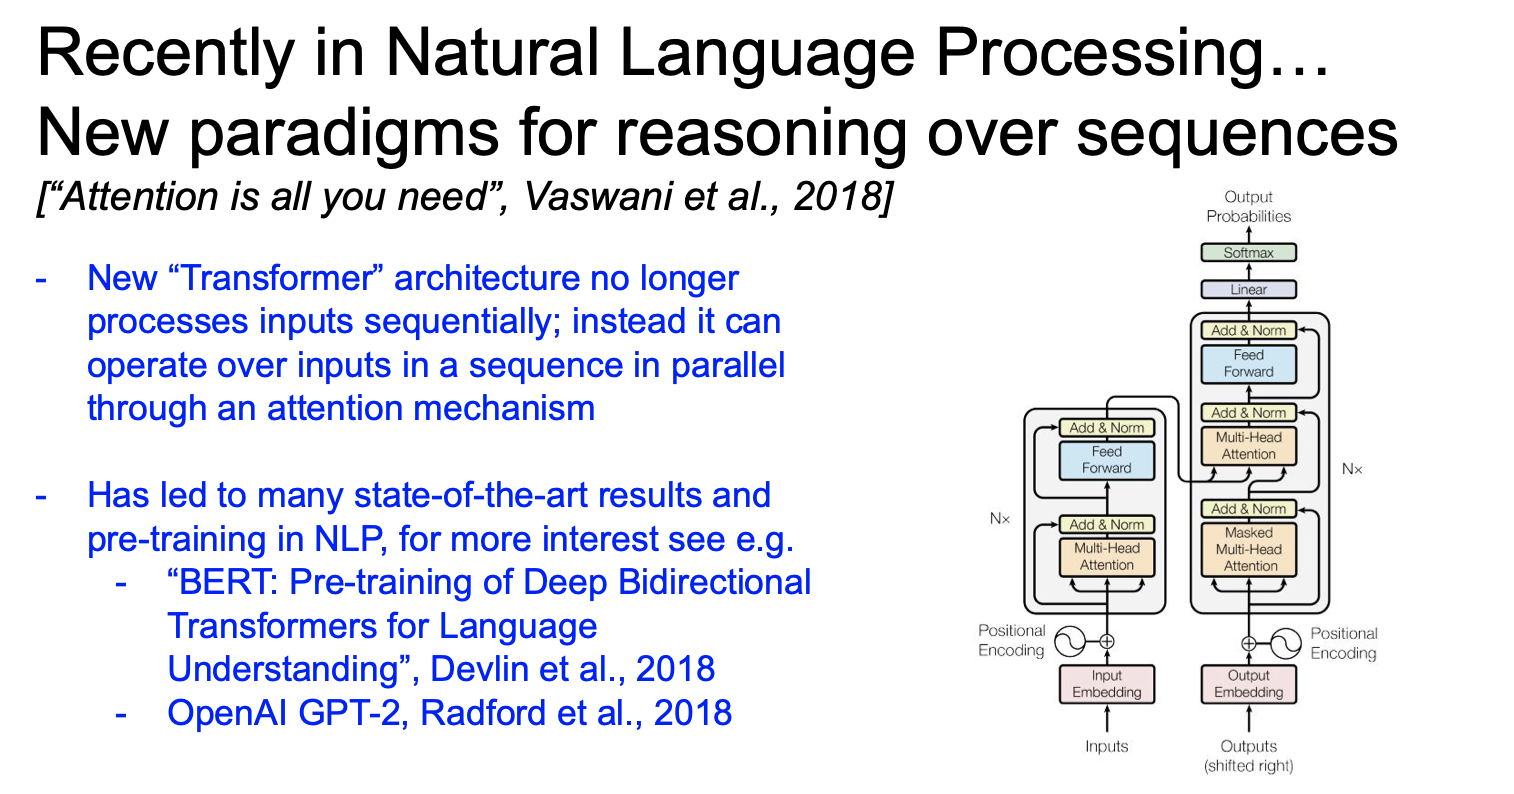 Recently in Natural Language Processing…
New paradigms for reasoning over sequences
[“Attention is all you need”, Vaswani et al., 2018]
- New “Transformer” architecture no longer
processes inputs sequentially; instead it can
operate over inputs in a sequence in parallel
through an attention mechanism
- Has led to many state-of-the-art results and
pre-training in NLP, for more interest see e.g.
- “BERT: Pre-training of Deep Bidirectional
Transformers for Language
Understanding”, Devlin et al., 2018
- OpenAI GPT-2, Radford et al., 2018
Output
Probabilities
Softmax
Linear
Add & Norm
Feed
Forward
Add & Norm
Multi-Head
Attention
Nx
Add & Norm
Masked
Multi-Head
Attention
Add & Norm
Feed
Forward
Nx
Add & Norm
Multi-Head
Attention
Positional
Encoding
Positional
Encoding
Input
Embedding
Output
Embedding
Inputs
Outputs
(shifted right)